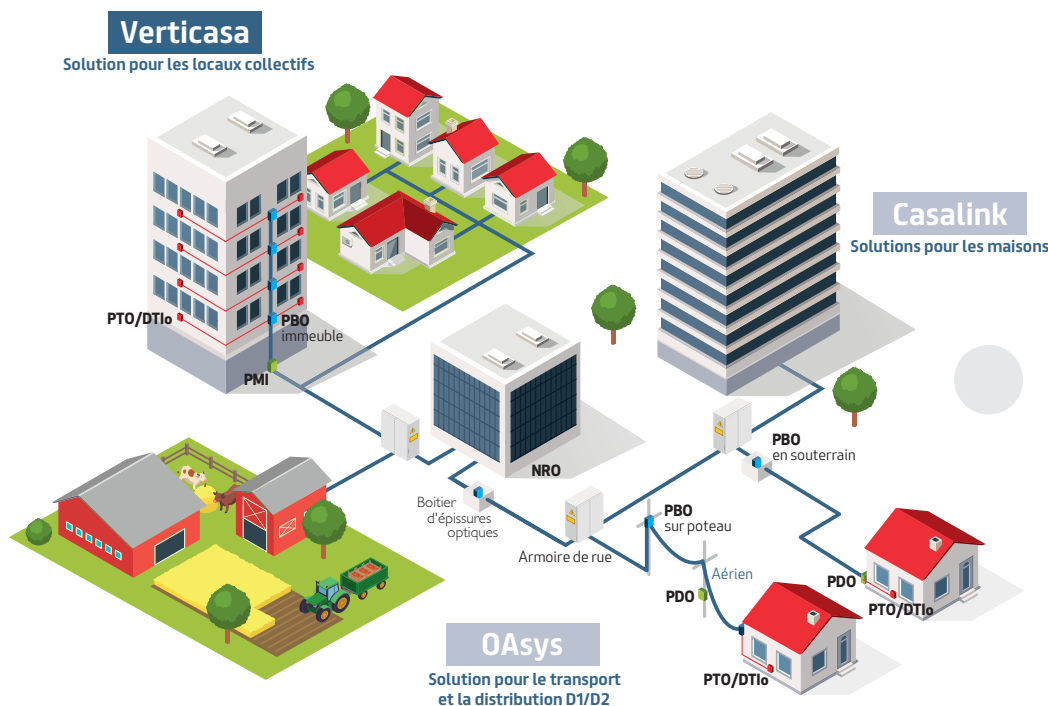 Verticasa
Solution pour les locaux collectifs
Casalink
Solutions pour les maisons
PTO/DTIo
PBO
immeuble
PMI
NRO
PBO
en souterrain
Boitier
d'épissures
optiques
Armoire de rue
PBO
sur poteau
Aérien
PDO
PDO
PTO/DTIo
PTO/DTIo
OAsys
Solution pour le transport
et la distribution D1/D2